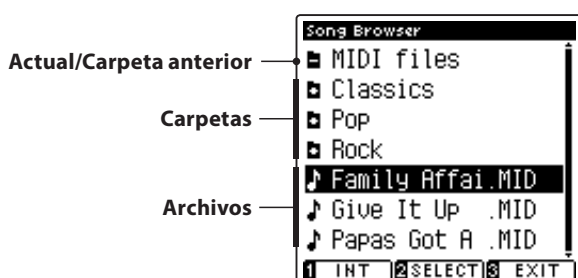 Song Browser
Actual/Carpeta anterior
MIDI files
Carpetas
Classics
Pop
Rock
Archivos
Family Affai.MID
Give It Up .MID
Papas Got A .MID
1 INT 2 SELECT 3 EXIT